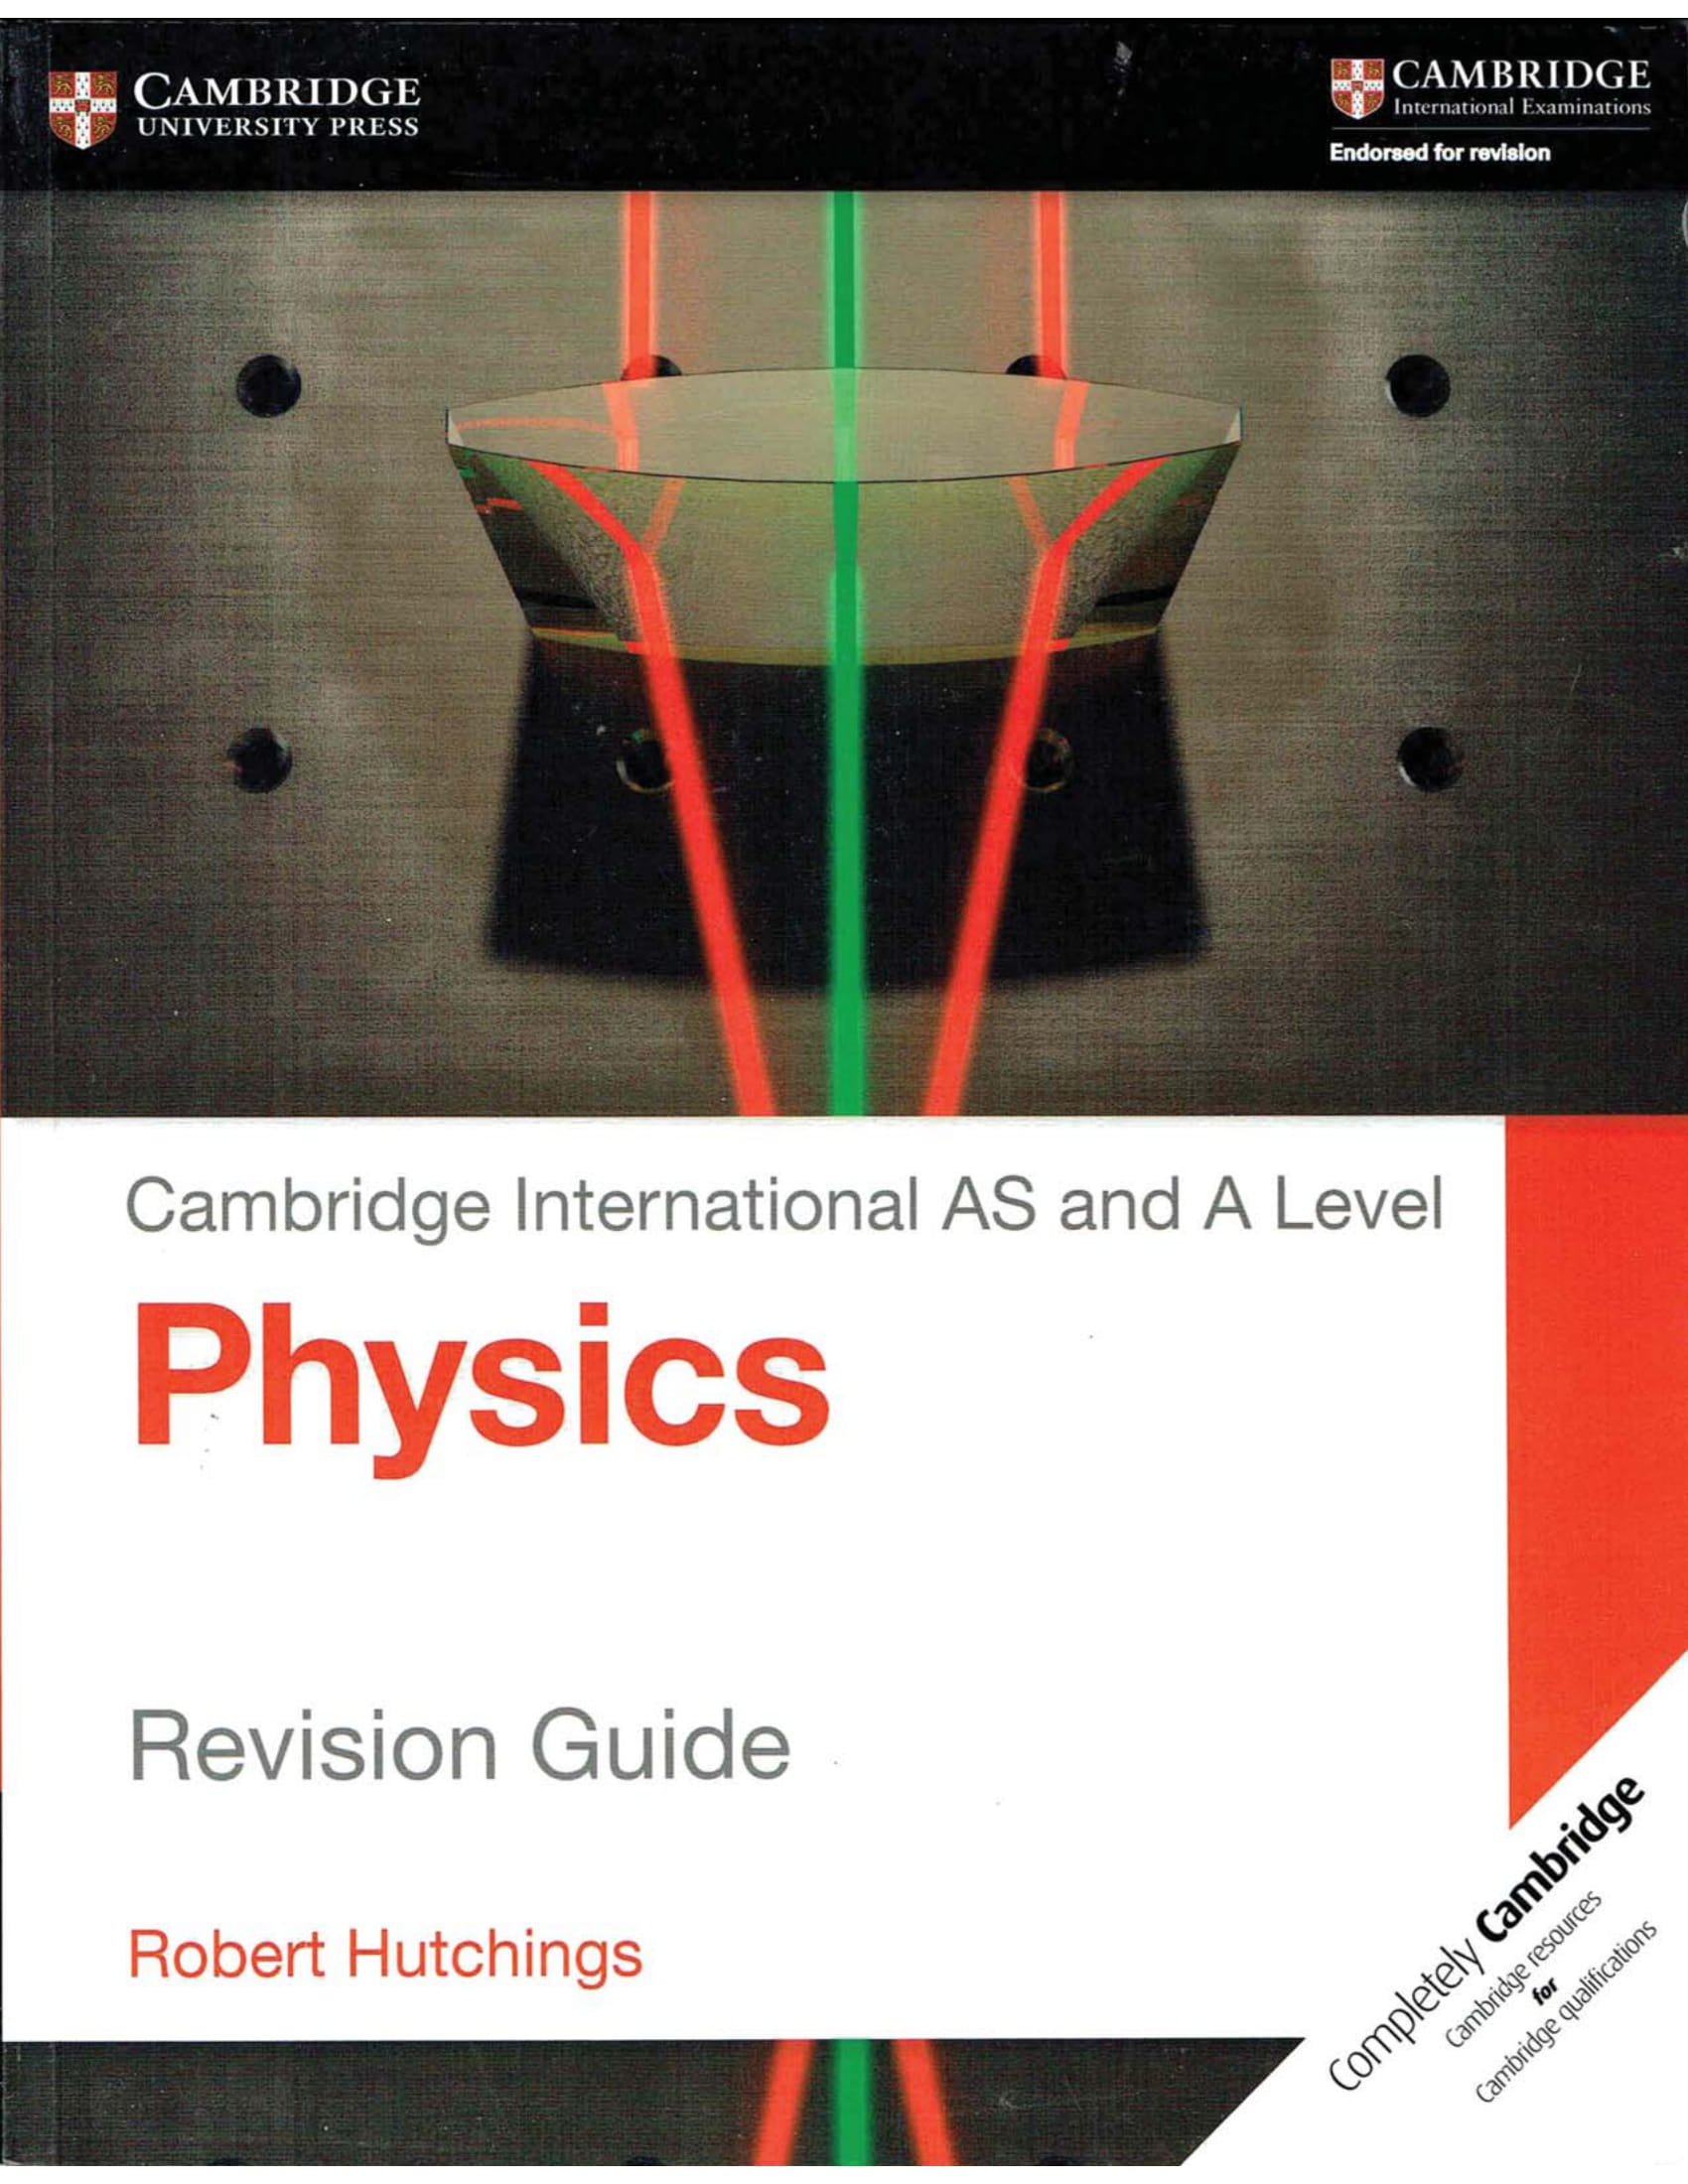 CAMBRIDGE
UNIVERSITY PRESS
CAMBRIDGE
International Examinations
Endorsed for revision
Cambridge International AS and A Level
Physics
Revision Guide
Robert Hutchings
Completely Cambridge
Cambridge resources
for
Cambridge qualifications